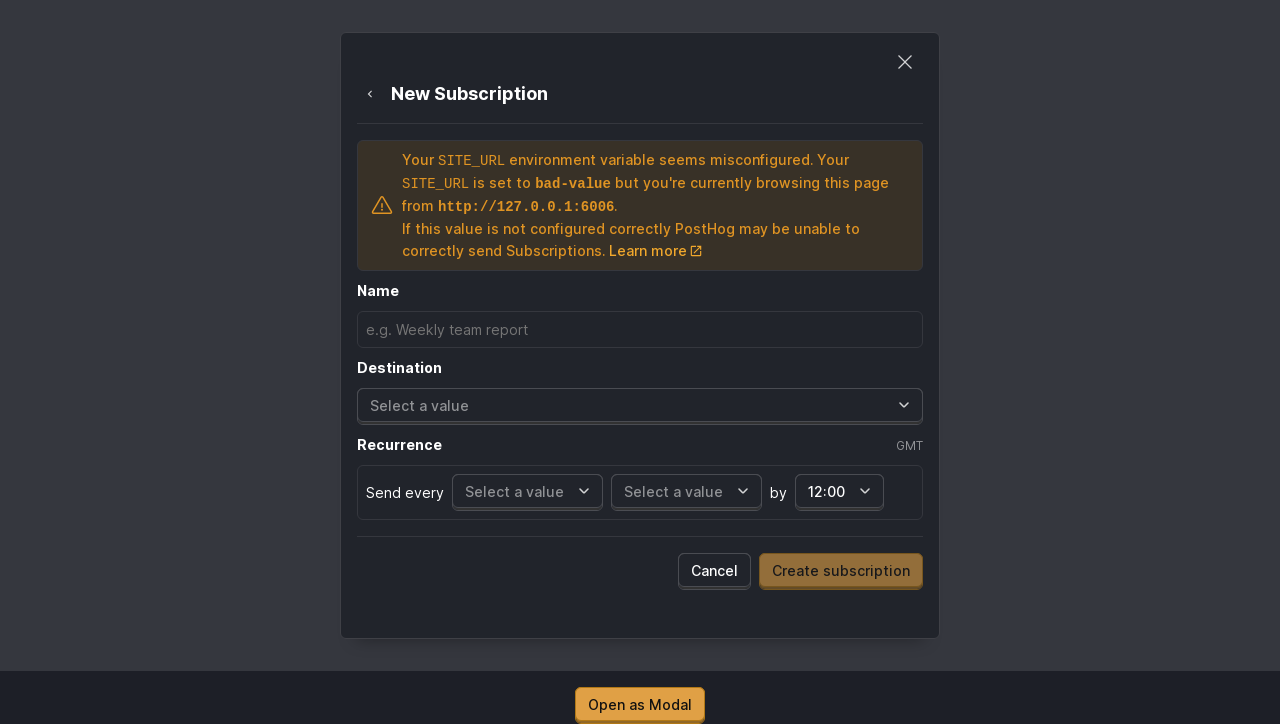 New Subscription
Your SITE_URL environment variable seems misconfigured. Your
SITE_URL is set to bad-value but you're currently browsing this page
from http://127.0.0.1:6006.
If this value is not configured correctly PostHog may be unable to
correctly send Subscriptions. Learn more
Name
e.g. Weekly team report
Destination
Select a value
Recurrence GMT
Send every Select a value Select a value by 12:00
Cancel Create subscription
Open as Modal